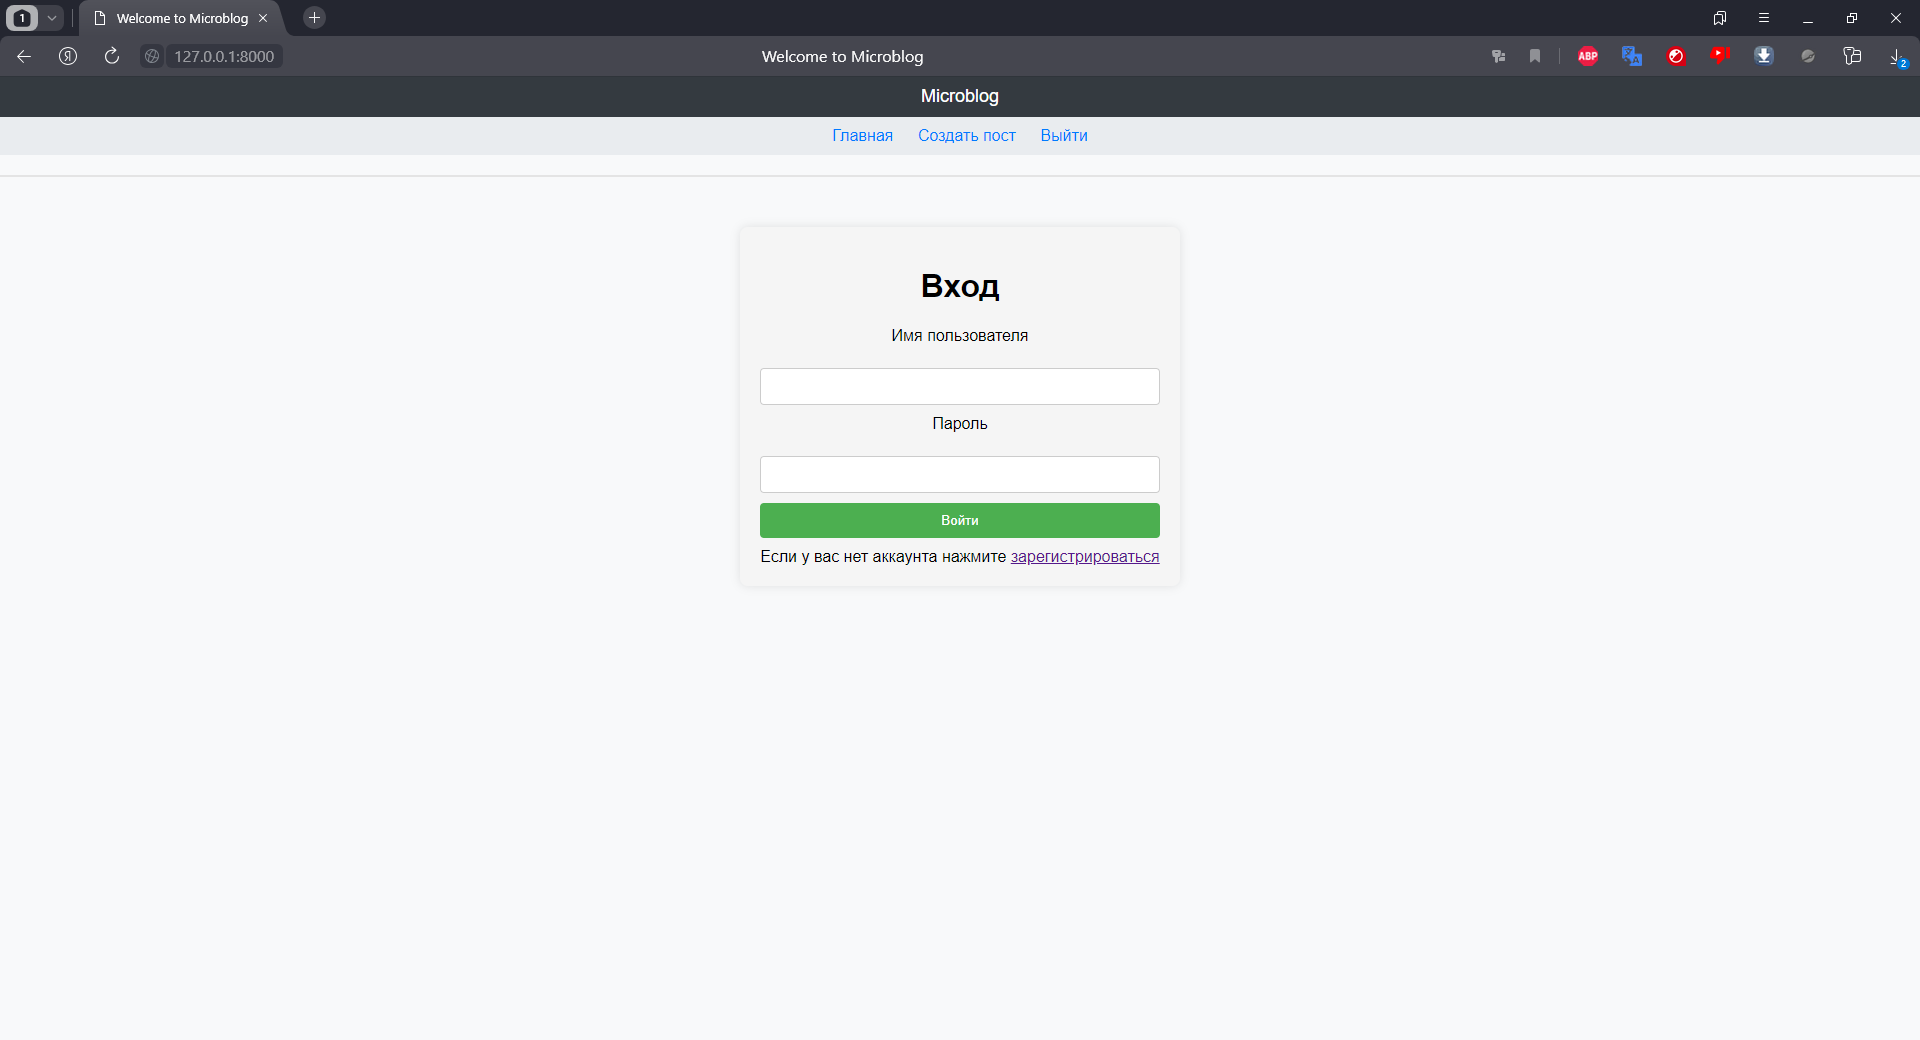 1
Welcome to Microblog
Я
127.0.0.1:8000
Welcome to Microblog
ABP
A
2
Microblog
Главная Создать пост Выйти
Вход
Имя пользователя
Пароль
Войти
Если у вас нет аккаунта нажмите зарегистрироваться